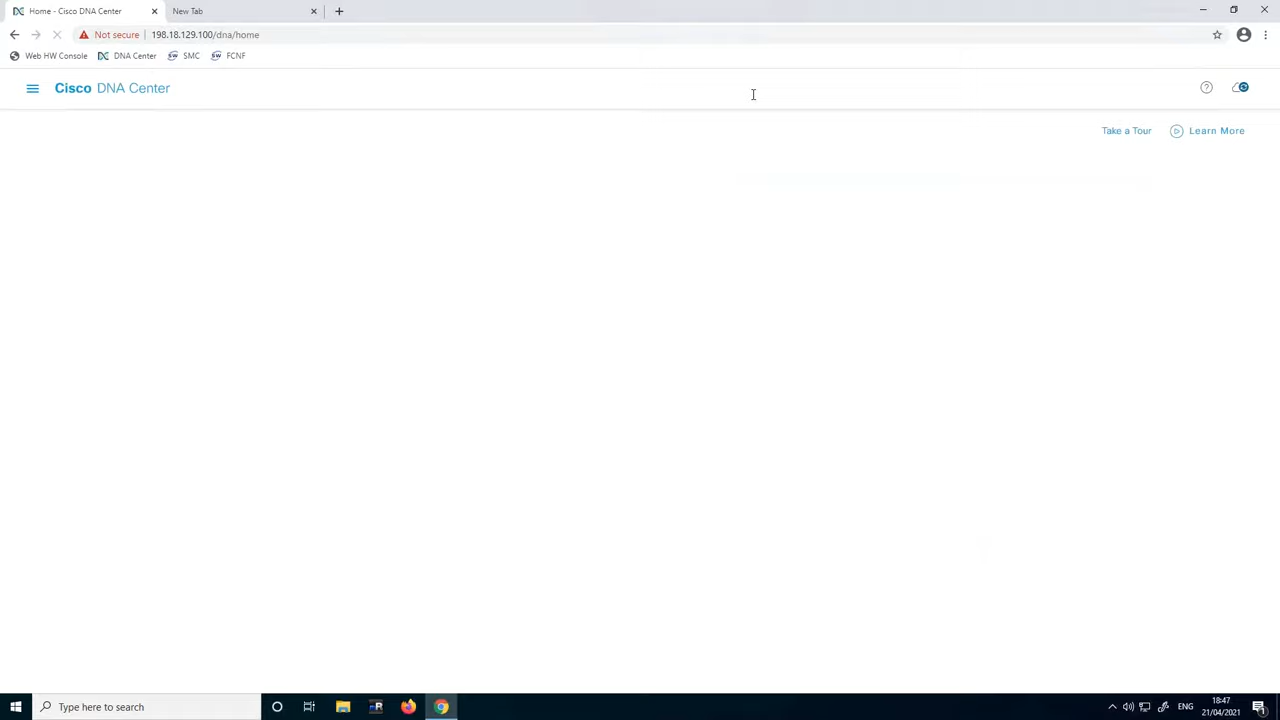 Home - Cisco DNA Center
New Tab
Not secure
198.18.129.100/dna/home
Web HW Console
DNA Center
SMC
FCNF
Cisco DNA Center
Take a Tour
Learn More
Type here to search
ENG
18:47
21/04/2021